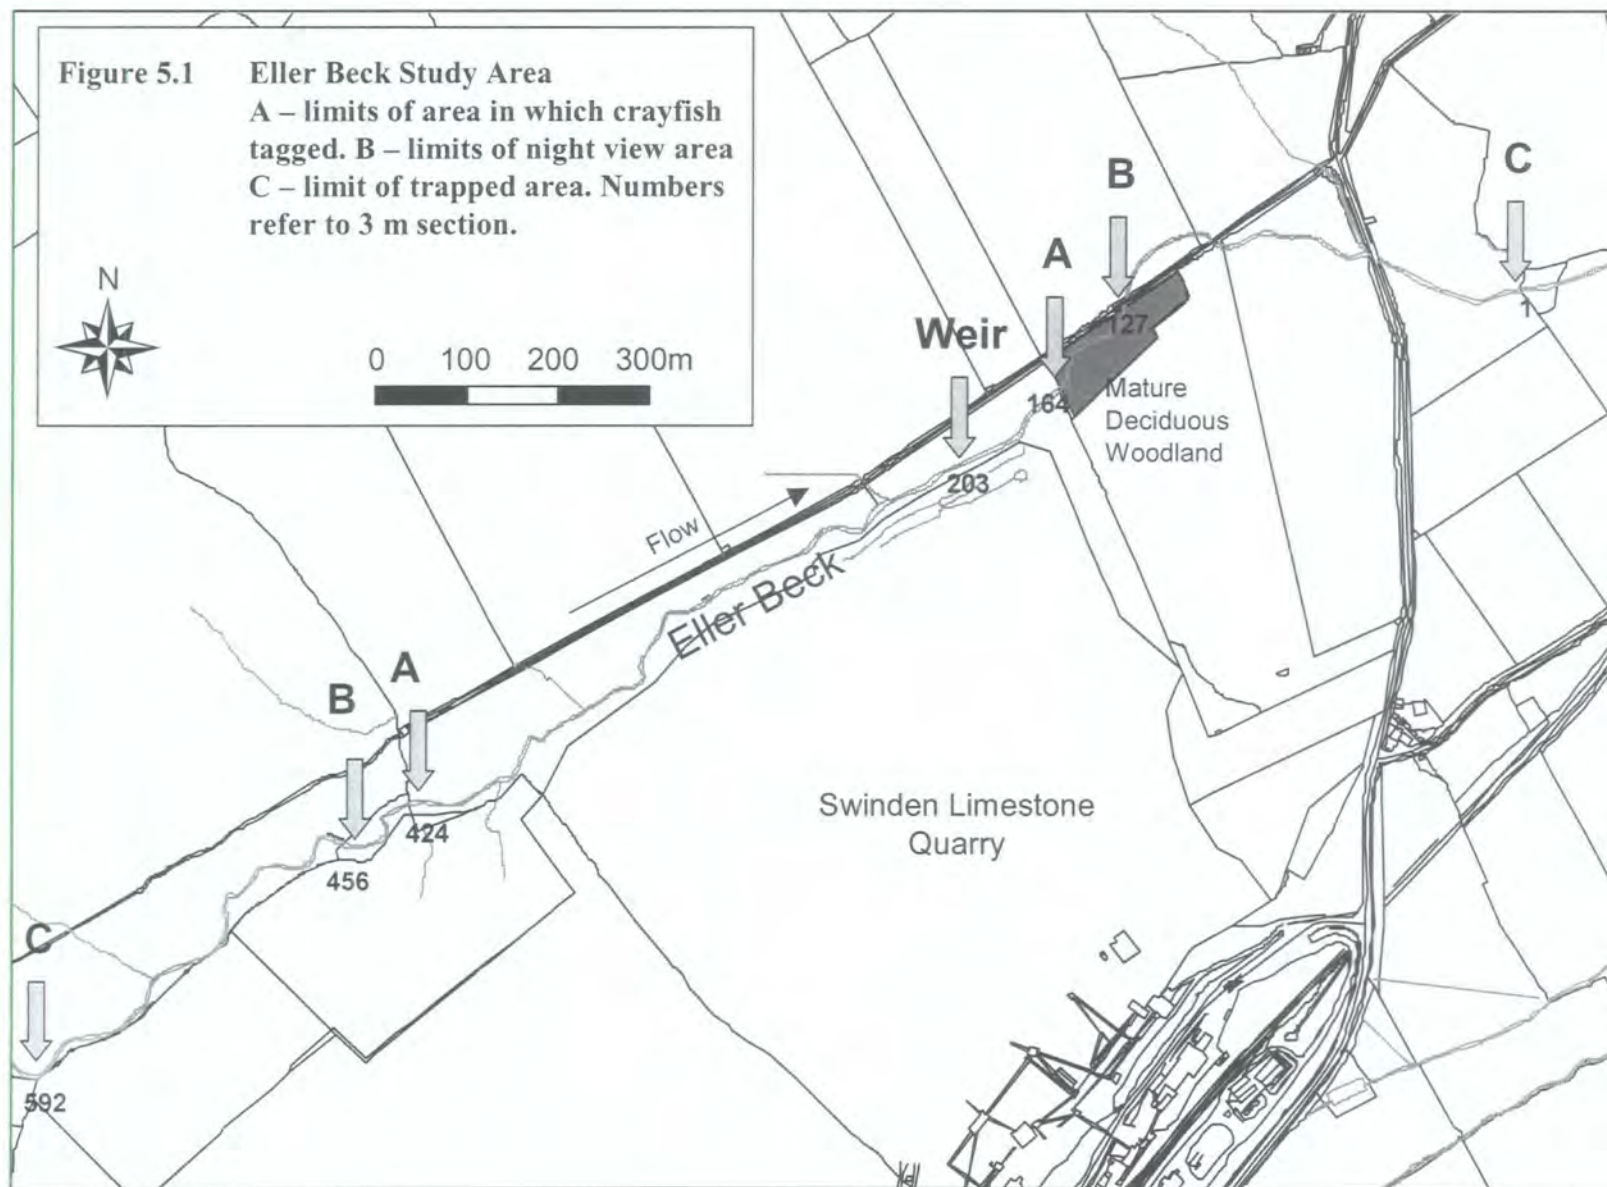 Figure 5.1 Eller Beck Study Area
A – limits of area in which crayfish
tagged. B – limits of night view area
C – limit of trapped area. Numbers
refer to 3 m section.
N
0 100 200 300m
C
B
A
Weir
127
1
164
Mature
Deciduous
Woodland
203
Flow
Eller Beck
A
B
424
456
Swinden Limestone
Quarry
C
592